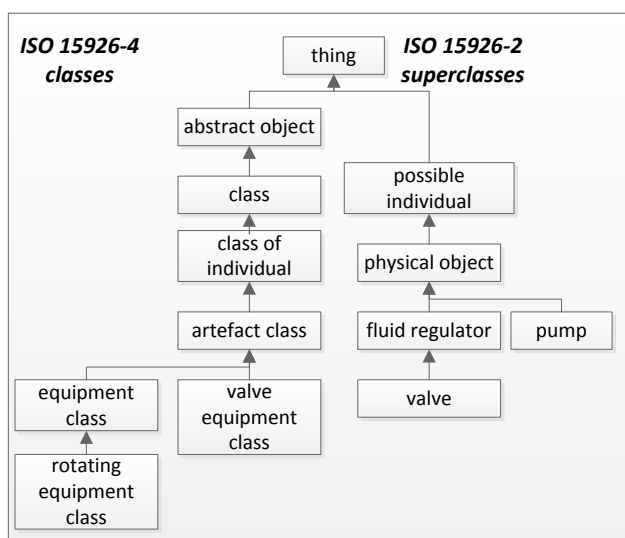 ISO 15926-4
classes
thing
ISO 15926-2
superclasses
abstract object
class
possible
individual
class of
individual
physical object
artefact class
fluid regulator
pump
equipment
class
valve
equipment
class
valve
rotating
equipment
class